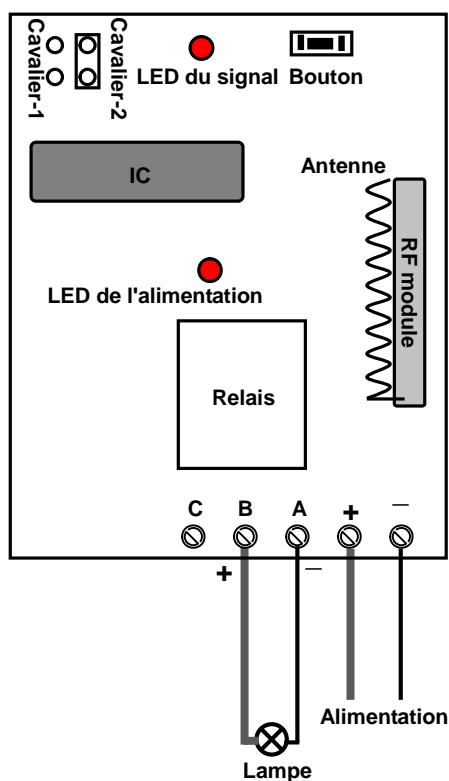 Cavalier-1
Cavalier-2
LED du signal
Bouton
IC
Antenne
RF module
LED de l'alimentation
Relais
C B A + −
+ −
Alimentation
Lampe